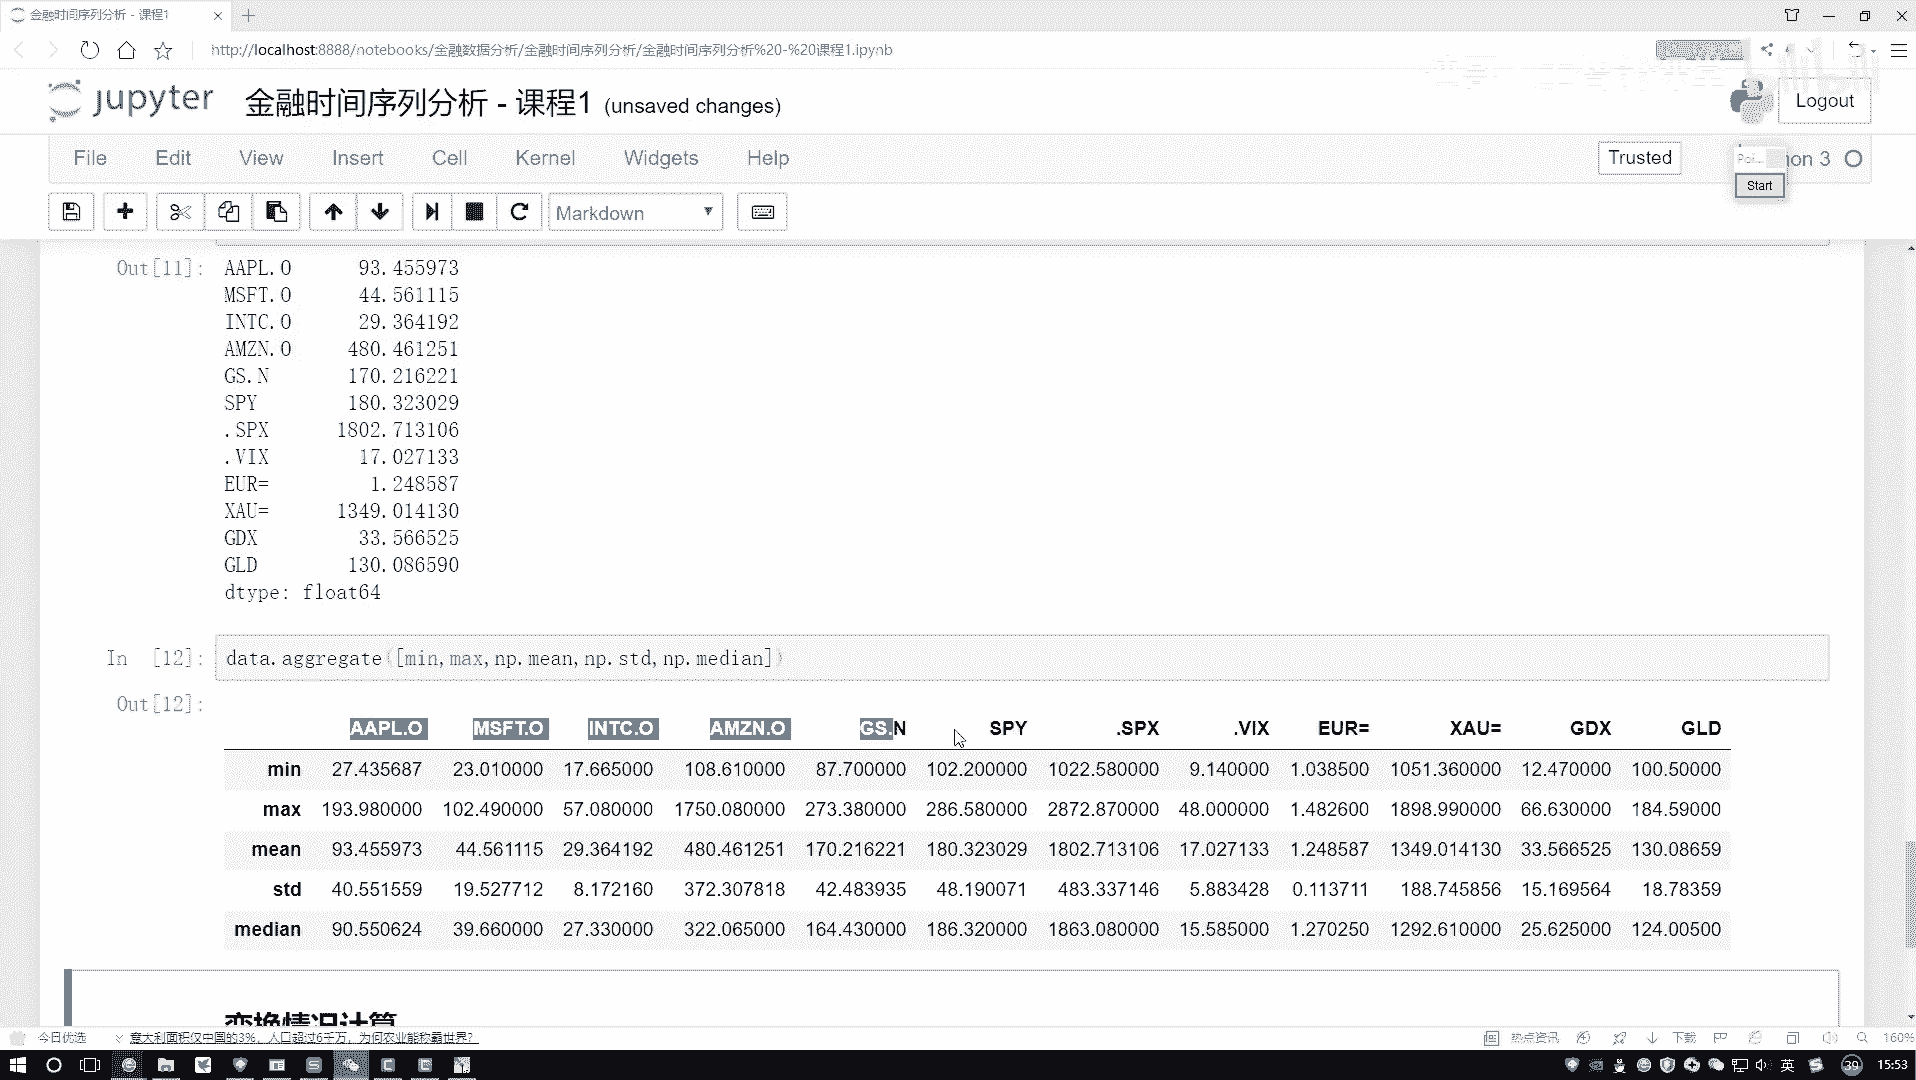 金融时间序列分析 - 课程1
http://localhost:8888/notebooks/金融数据分析/金融时间序列分析/金融时间序列分析%20-%20课程1.ipynb
jupyter 金融时间序列分析 - 课程1 (unsaved changes)
Logout
File Edit View Insert Cell Kernel Widgets Help
Trusted
Poi... hon 3
Start
Markdown
Out[11]: AAPL.O 93.455973
MSFT.O 44.561115
INTC.O 29.364192
AMZN.O 480.461251
GS.N 170.216221
SPY 180.323029
.SPX 1802.713106
.VIX 17.027133
EUR= 1.248587
XAU= 1349.014130
GDX 33.566525
GLD 130.086590
dtype: float64
In [12]: data.aggregate([min,max,np.mean,np.std,np.median])
Out[12]:
AAPL.O MSFT.O INTC.O AMZN.O GS.N SPY .SPX .VIX EUR= XAU= GDX GLD
min 27.435687 23.010000 17.665000 108.610000 87.700000 102.200000 1022.580000 9.140000 1.038500 1051.360000 12.470000 100.50000
max 193.980000 102.490000 57.080000 1750.080000 273.380000 286.580000 2872.870000 48.000000 1.482600 1898.990000 66.630000 184.59000
mean 93.455973 44.561115 29.364192 480.461251 170.216221 180.323029 1802.713106 17.027133 1.248587 1349.014130 33.566525 130.08659
std 40.551559 19.527712 8.172160 372.307818 42.483935 48.190071 483.337146 5.883428 0.113711 188.745856 15.169564 18.78359
median 90.550624 39.660000 27.330000 322.065000 164.430000 186.320000 1863.080000 15.585000 1.270250 1292.610000 25.625000 124.00500
变换情况计算
今日优选 意大利面积仅中国的3%，人口超过6千万，为何农业能称霸世界?
热点资讯 下载 160%
英 39 15:53